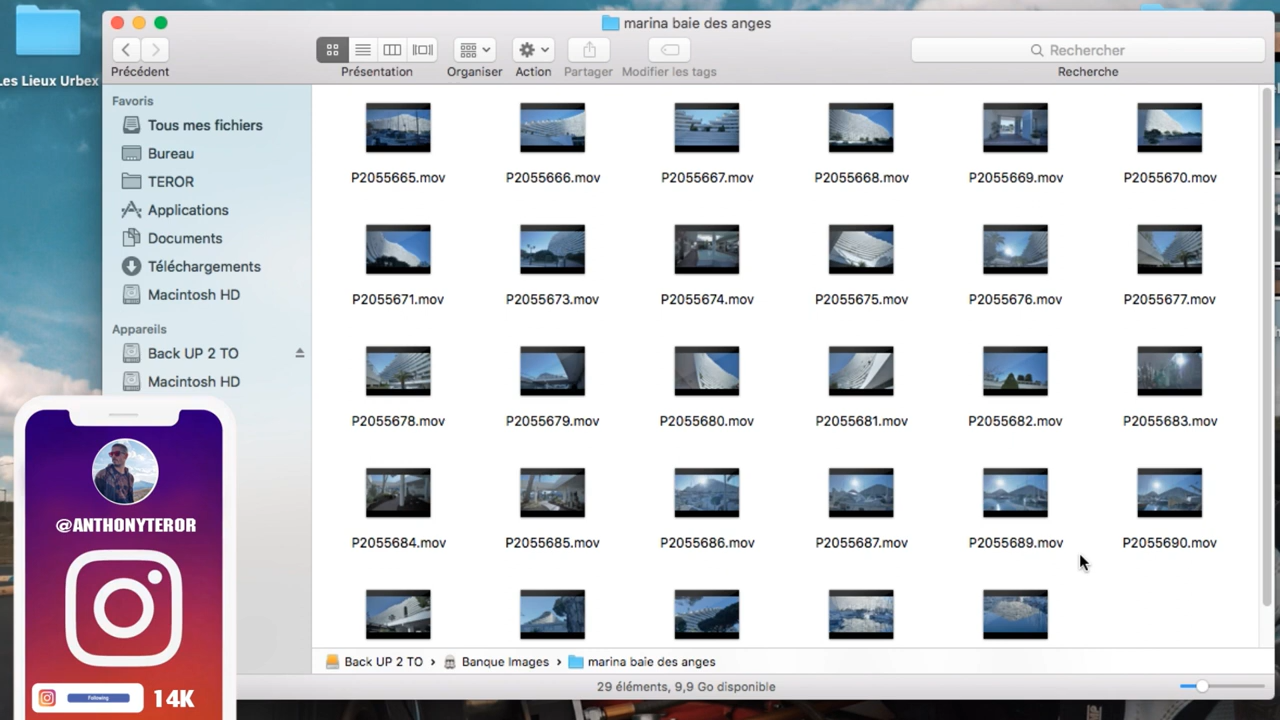 marina baie des anges
Les Lieux Urbex
Précédent
Présentation
Organiser
Action
Partager
Modifier les tags
Rechercher
Recherche
Favoris
Tous mes fichiers
Bureau
TEROR
Applications
Documents
Téléchargements
Macintosh HD
Appareils
Back UP 2 TO
Macintosh HD
P2055665.mov P2055666.mov P2055667.mov P2055668.mov P2055669.mov P2055670.mov
P2055671.mov P2055673.mov P2055674.mov P2055675.mov P2055676.mov P2055677.mov
P2055678.mov P2055679.mov P2055680.mov P2055681.mov P2055682.mov P2055683.mov
P2055684.mov P2055685.mov P2055686.mov P2055687.mov P2055689.mov P2055690.mov
Back UP 2 TO › Banque Images › marina baie des anges
29 éléments, 9,9 Go disponible
@ANTHONYTEROR
Following
14K